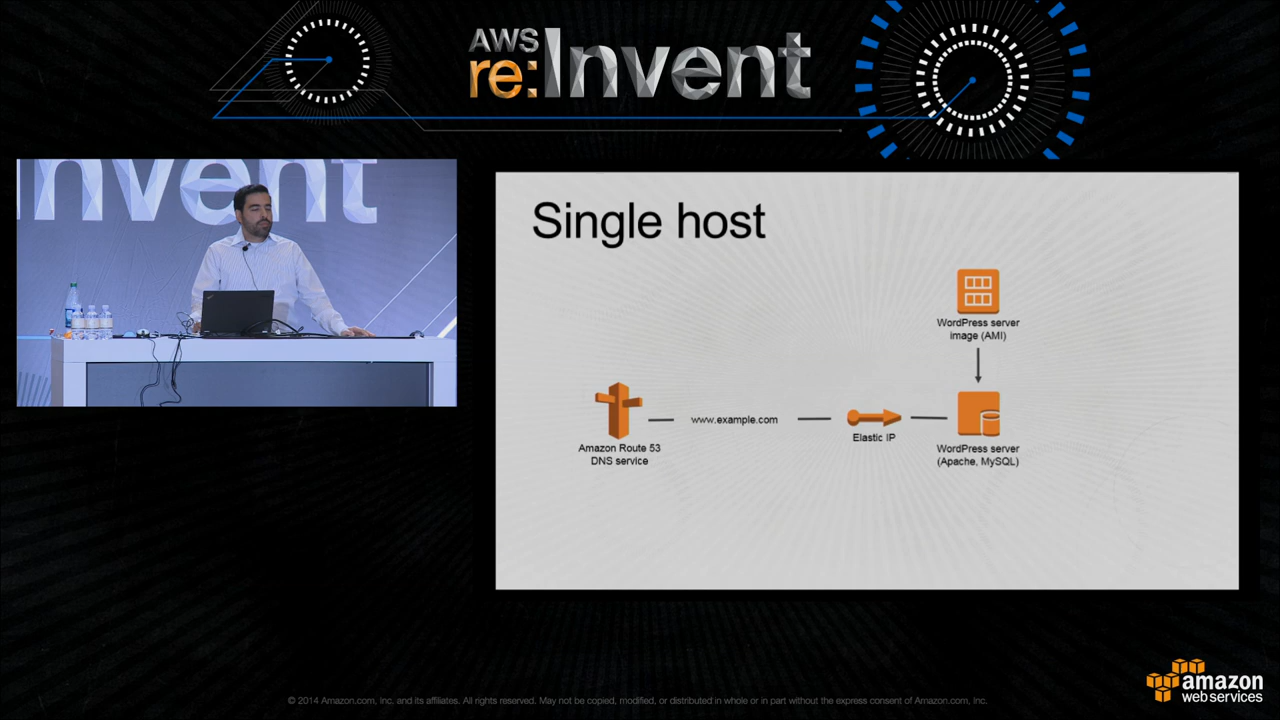 AWS
re:Invent
Invent
Single host
WordPress server
image (AMI)
www.example.com
Elastic IP
Amazon Route 53
DNS service
WordPress server
(Apache, MySQL)
© 2014 Amazon.com, Inc. and its affiliates. All rights reserved. May not be copied, modified, or distributed in whole or in part without the express consent of Amazon.com, Inc.
amazon
web services